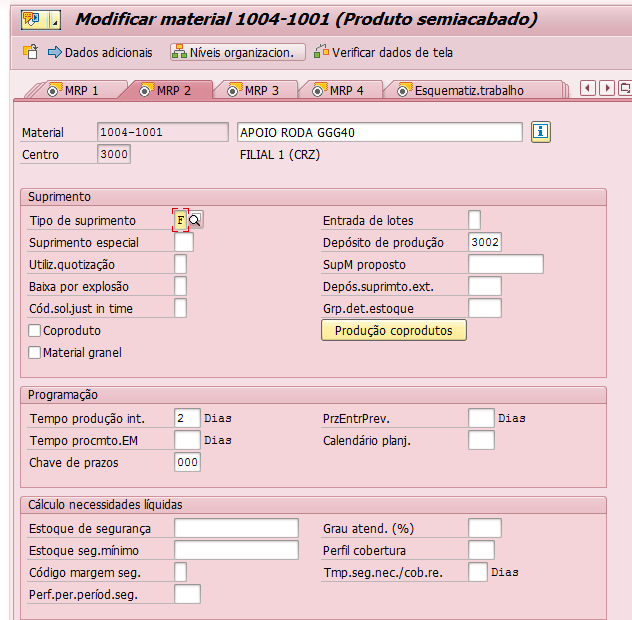 Modificar material 1004-1001 (Produto semiacabado)
Dados adicionais Níveis organizacion. Verificar dados de tela
MRP 1 MRP 2 MRP 3 MRP 4 Esquematiz.trabalho
Material 1004-1001 APOIO RODA GGG40
Centro 3000 FILIAL 1 (CRZ)
Suprimento
Tipo de suprimento F Entrada de lotes
Suprimento especial Depósito de produção 3002
Utiliz.quotização SupM proposto
Baixa por explosão Depós.suprimto.ext.
Cód.sol.just in time Grp.det.estoque
Coproduto Produção coprodutos
Material granel
Programação
Tempo produção int. 2 Dias PrzEntrPrev. Dias
Tempo procmto.EM Dias Calendário planj.
Chave de prazos 000
Cálculo necessidades líquidas
Estoque de segurança Grau atend. (%)
Estoque seg.mínimo Perfil cobertura
Código margem seg. Tmp.seg.nec./cob.re. Dias
Perf.per.períod.seg.